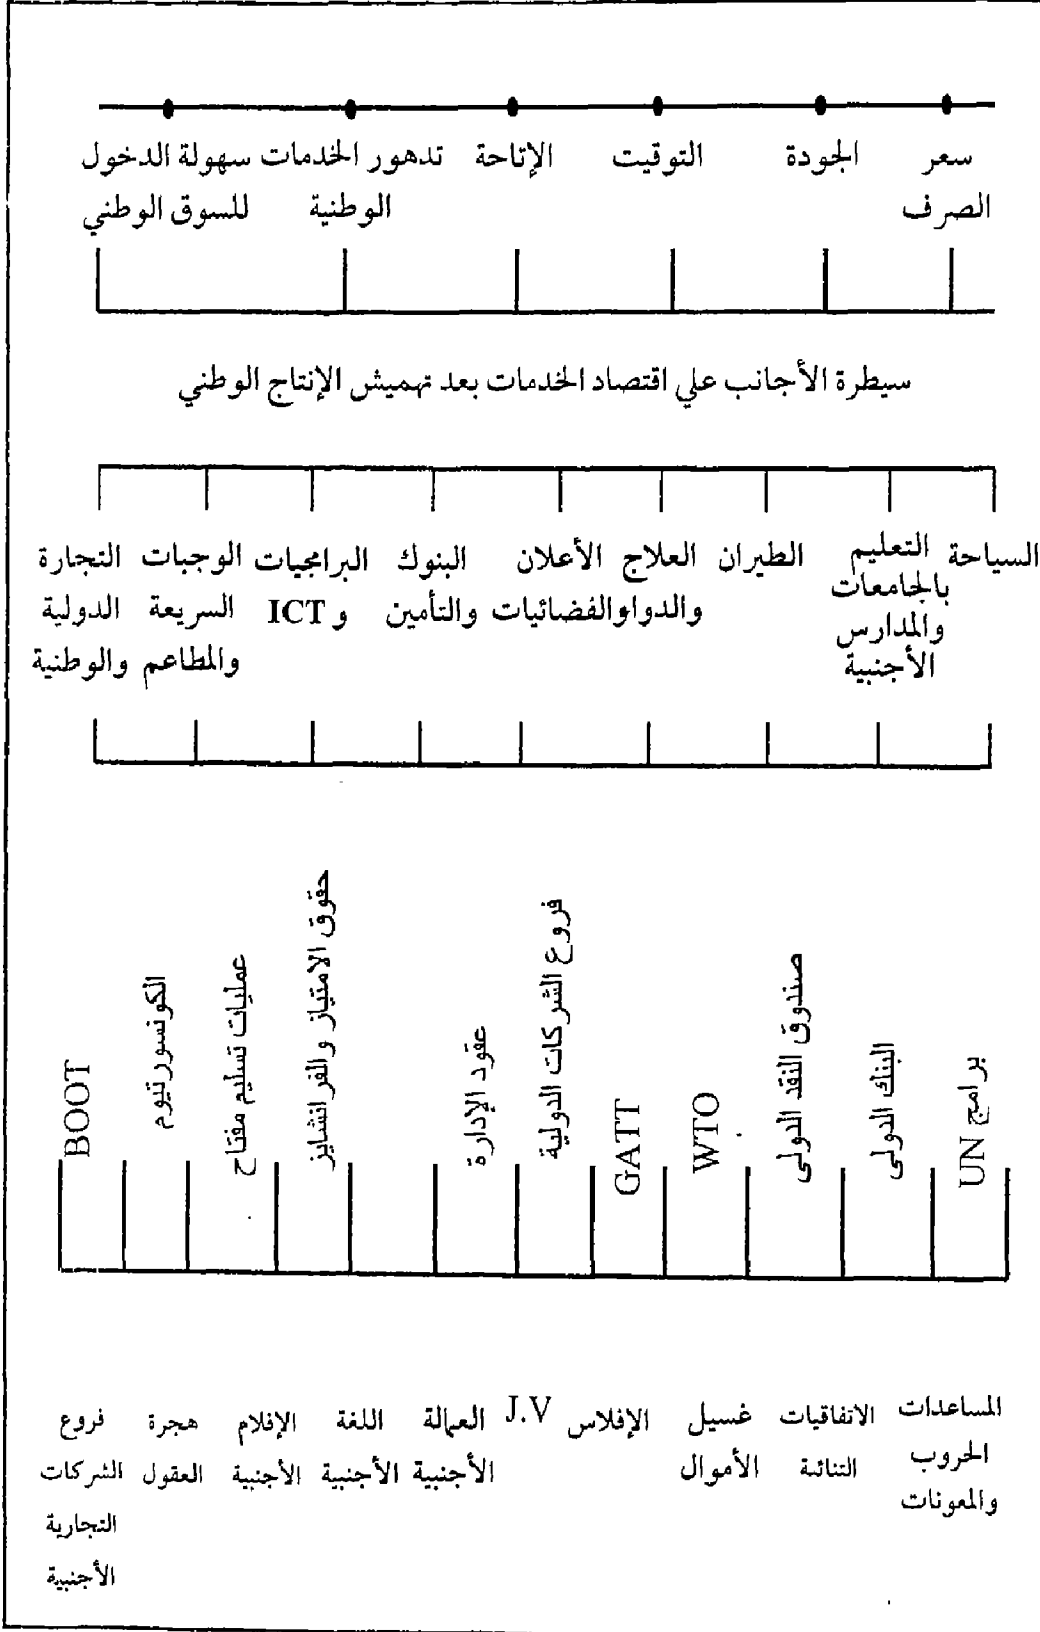 سعر الجودة التوقيت الإتاحة تدهور الخدمات سهولة الدخول
الصرف الوطنية للسوق الوطني
سيطرة الأجانب علي اقتصاد الخدمات بعد تهميش الإنتاج الوطني
السياحة التعليم الطيران العلاج الأعلان البنوك البرامجيات الوجبات التجارة
بالجامعات والدواء والفضائيات والتأمين و ICT السريعة الدولية
والمدارس والمطاعم والوطنية
الأجنبية
برامج UN
البنك الدولى
صندوق النقد الدولى
WTO
GATT
فروع الشركات الدولية
عقود الإدارة
حقوق الامتياز والفرانشايز
عمليات تسليم مفتاح
الكونسورتيوم
BOOT
المساعدات الاتفاقيات غسيل الإفلاس J.V العمالة اللغة الإفلام هجرة فروع
الحروب الثنائية الأموال الأجنبية الأجنبية الأجنبية العقول الشركات
والمعونات التجارية
الأجنبية